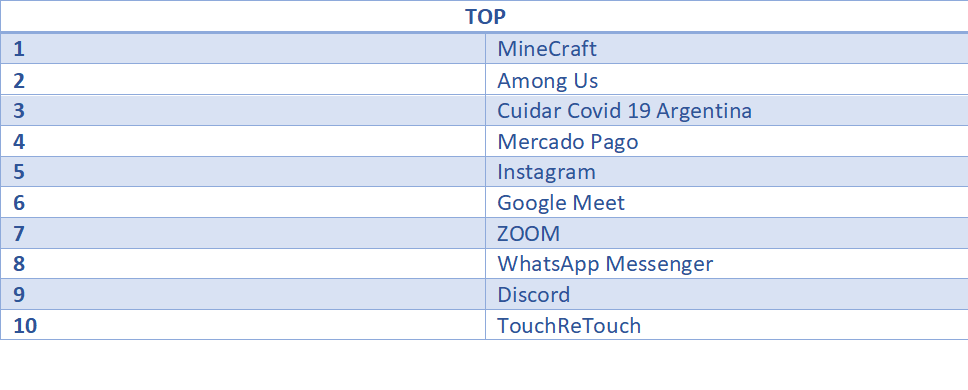 TOP
1 MineCraft
2 Among Us
3 Cuidar Covid 19 Argentina
4 Mercado Pago
5 Instagram
6 Google Meet
7 ZOOM
8 WhatsApp Messenger
9 Discord
10 TouchReTouch